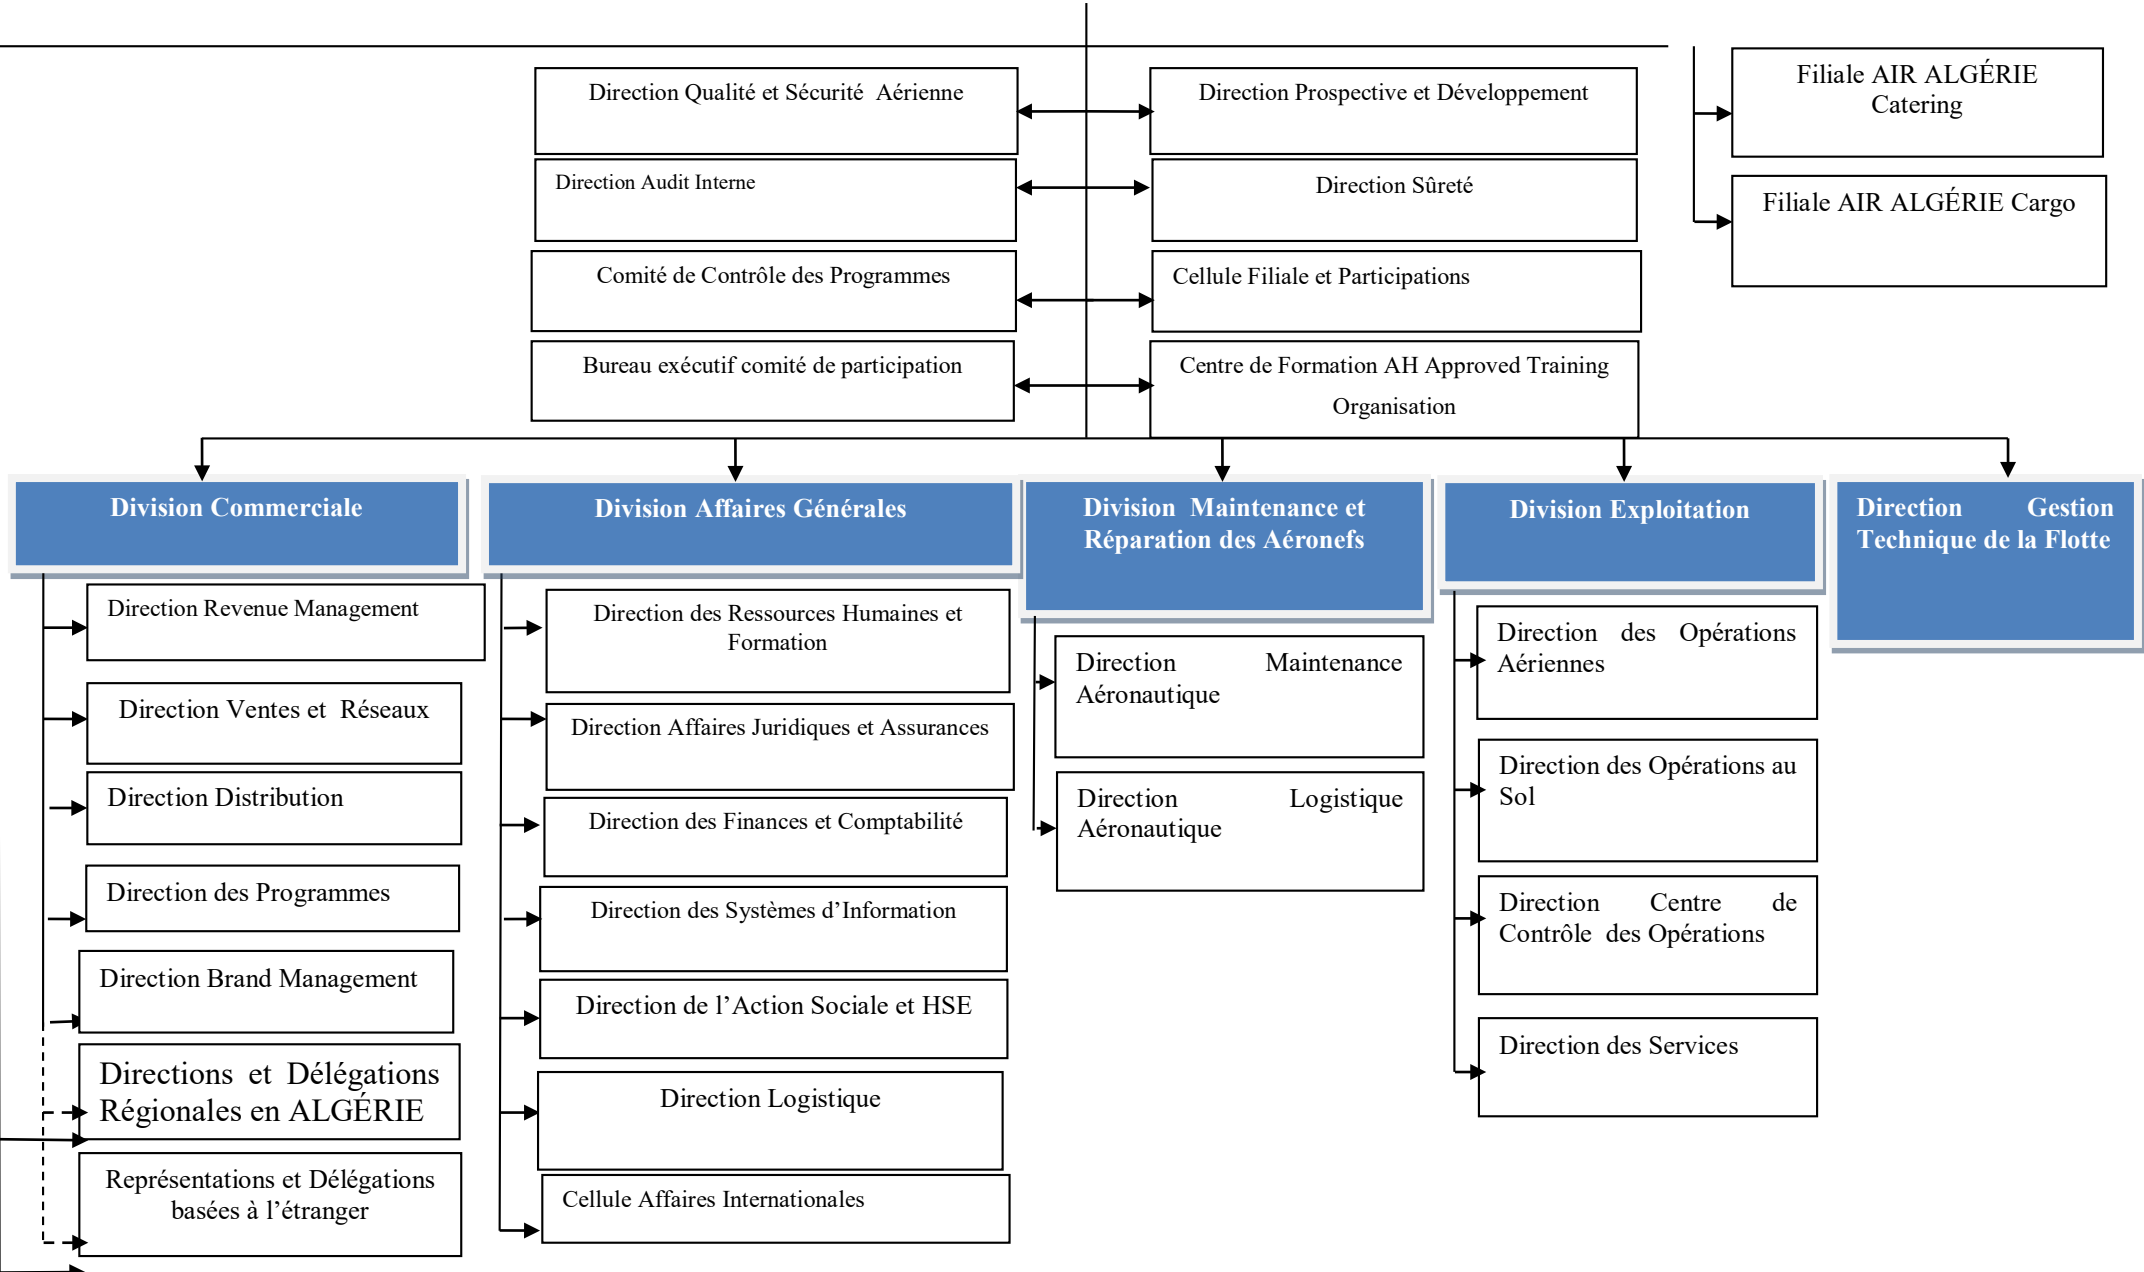 Direction Qualité et Sécurité Aérienne
Direction Prospective et Développement
Filiale AIR ALGÉRIE
Catering
Direction Audit Interne
Direction Sûreté
Filiale AIR ALGÉRIE Cargo
Comité de Contrôle des Programmes
Cellule Filiale et Participations
Bureau exécutif comité de participation
Centre de Formation AH Approved Training
Organisation
Division Commerciale
Direction Revenue Management
Direction Ventes et Réseaux
Direction Distribution
Direction des Programmes
Direction Brand Management
Directions et Délégations
Régionales en ALGÉRIE
Représentations et Délégations
basées à l’étranger
Division Affaires Générales
Direction des Ressources Humaines et
Formation
Direction Affaires Juridiques et Assurances
Direction des Finances et Comptabilité
Direction des Systèmes d’Information
Direction de l’Action Sociale et HSE
Direction Logistique
Cellule Affaires Internationales
Division Maintenance et
Réparation des Aéronefs
Direction Maintenance
Aéronautique
Direction Logistique
Aéronautique
Division Exploitation
Direction des Opérations
Aériennes
Direction des Opérations au
Sol
Direction Centre de
Contrôle des Opérations
Direction des Services
Direction Gestion
Technique de la Flotte